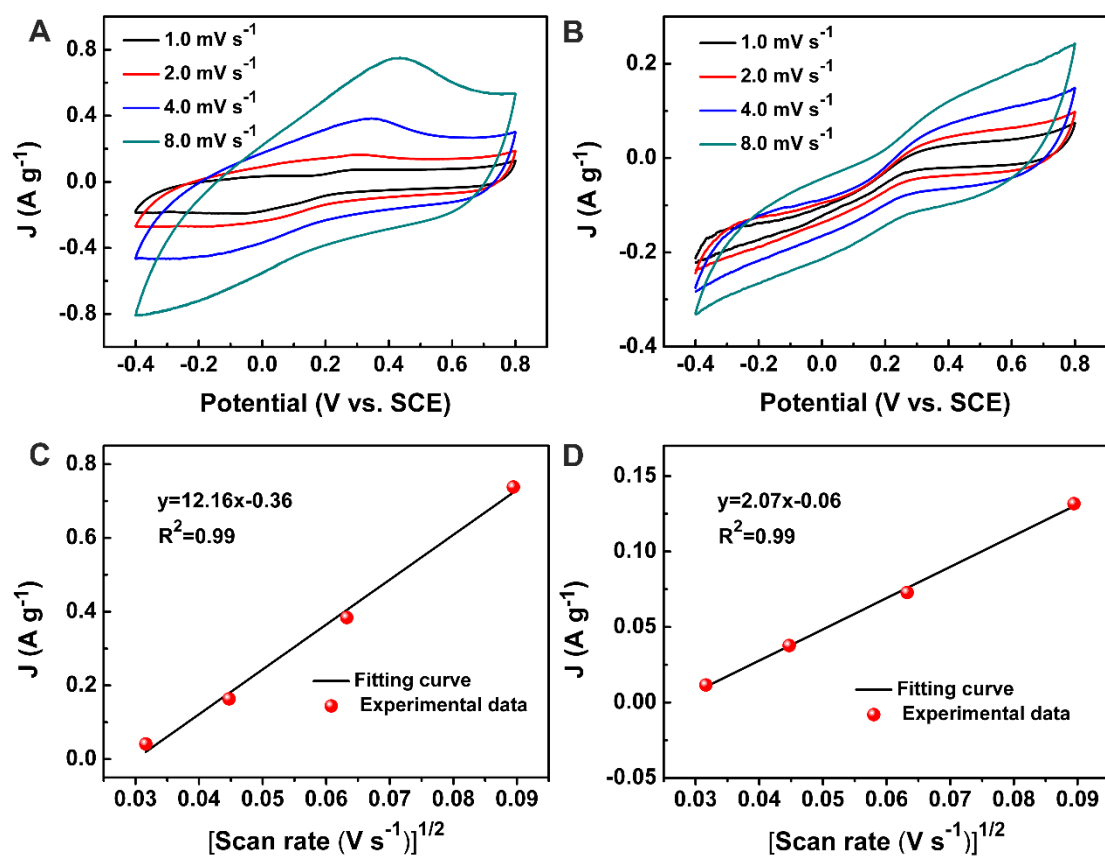 A
1.0 mV s⁻¹
2.0 mV s⁻¹
4.0 mV s⁻¹
8.0 mV s⁻¹
0.8
0.4
0.0
-0.4
-0.8
J (A g⁻¹)
-0.4 -0.2 0.0 0.2 0.4 0.6 0.8
Potential (V vs. SCE)
B
1.0 mV s⁻¹
2.0 mV s⁻¹
4.0 mV s⁻¹
8.0 mV s⁻¹
0.2
0.0
-0.2
-0.4
J (A g⁻¹)
-0.4 -0.2 0.0 0.2 0.4 0.6 0.8
Potential (V vs. SCE)
C
y=12.16x-0.36
R²=0.99
Fitting curve
Experimental data
0.8
0.6
0.4
0.2
0.0
J (A g⁻¹)
0.03 0.04 0.05 0.06 0.07 0.08 0.09
[Scan rate (V s⁻¹)]¹/²
D
y=2.07x-0.06
R²=0.99
Fitting curve
Experimental data
0.15
0.10
0.05
0.00
-0.05
J (A g⁻¹)
0.03 0.04 0.05 0.06 0.07 0.08 0.09
[Scan rate (V s⁻¹)]¹/²